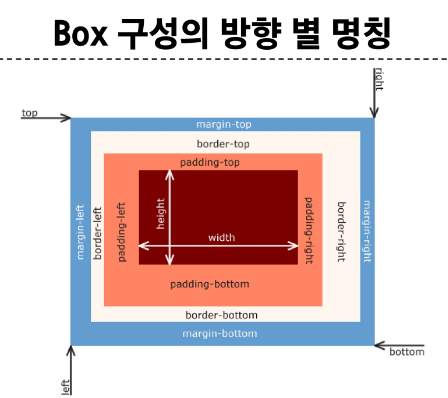 Box 구성의 방향 별 명칭
right
top
margin-top
border-top
padding-top
margin-left
border-left
padding-left
height
width
padding-right
border-right
margin-right
padding-bottom
border-bottom
margin-bottom
bottom
left